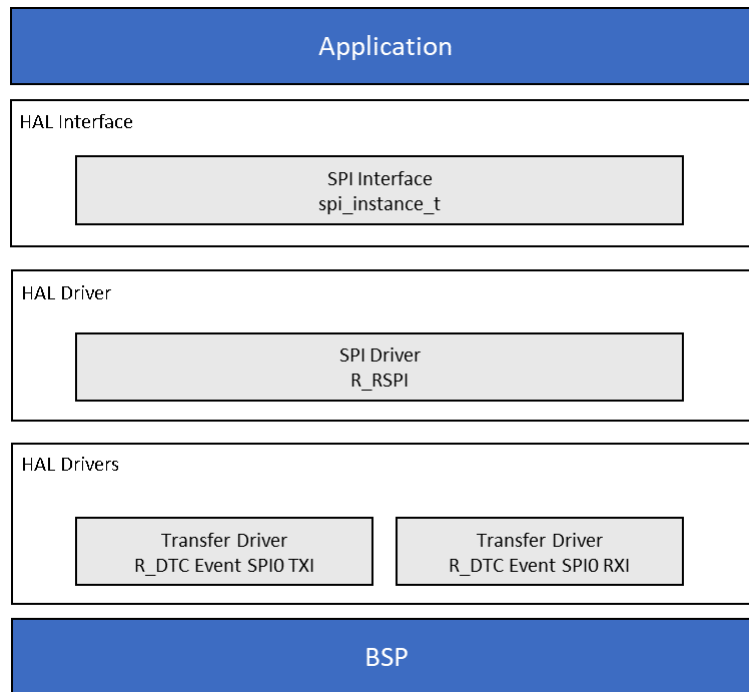 Application
HAL Interface
SPI Interface
spi_instance_t
HAL Driver
SPI Driver
R_RSPI
HAL Drivers
Transfer Driver
R_DTC Event SPI0 TXI
Transfer Driver
R_DTC Event SPI0 RXI
BSP